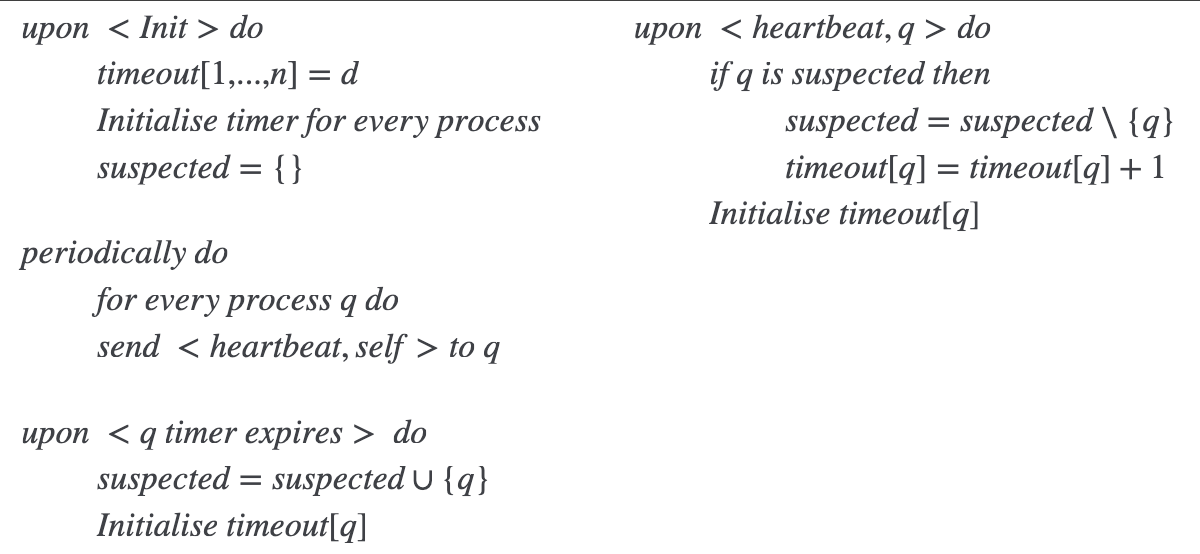 upon < Init > do
timeout[1,...,n] = d
Initialise timer for every process
suspected = {}
periodically do
for every process q do
send < heartbeat, self > to q
upon < q timer expires > do
suspected = suspected ∪ {q}
Initialise timeout[q]
upon < heartbeat, q > do
if q is suspected then
suspected = suspected \ {q}
timeout[q] = timeout[q] + 1
Initialise timeout[q]